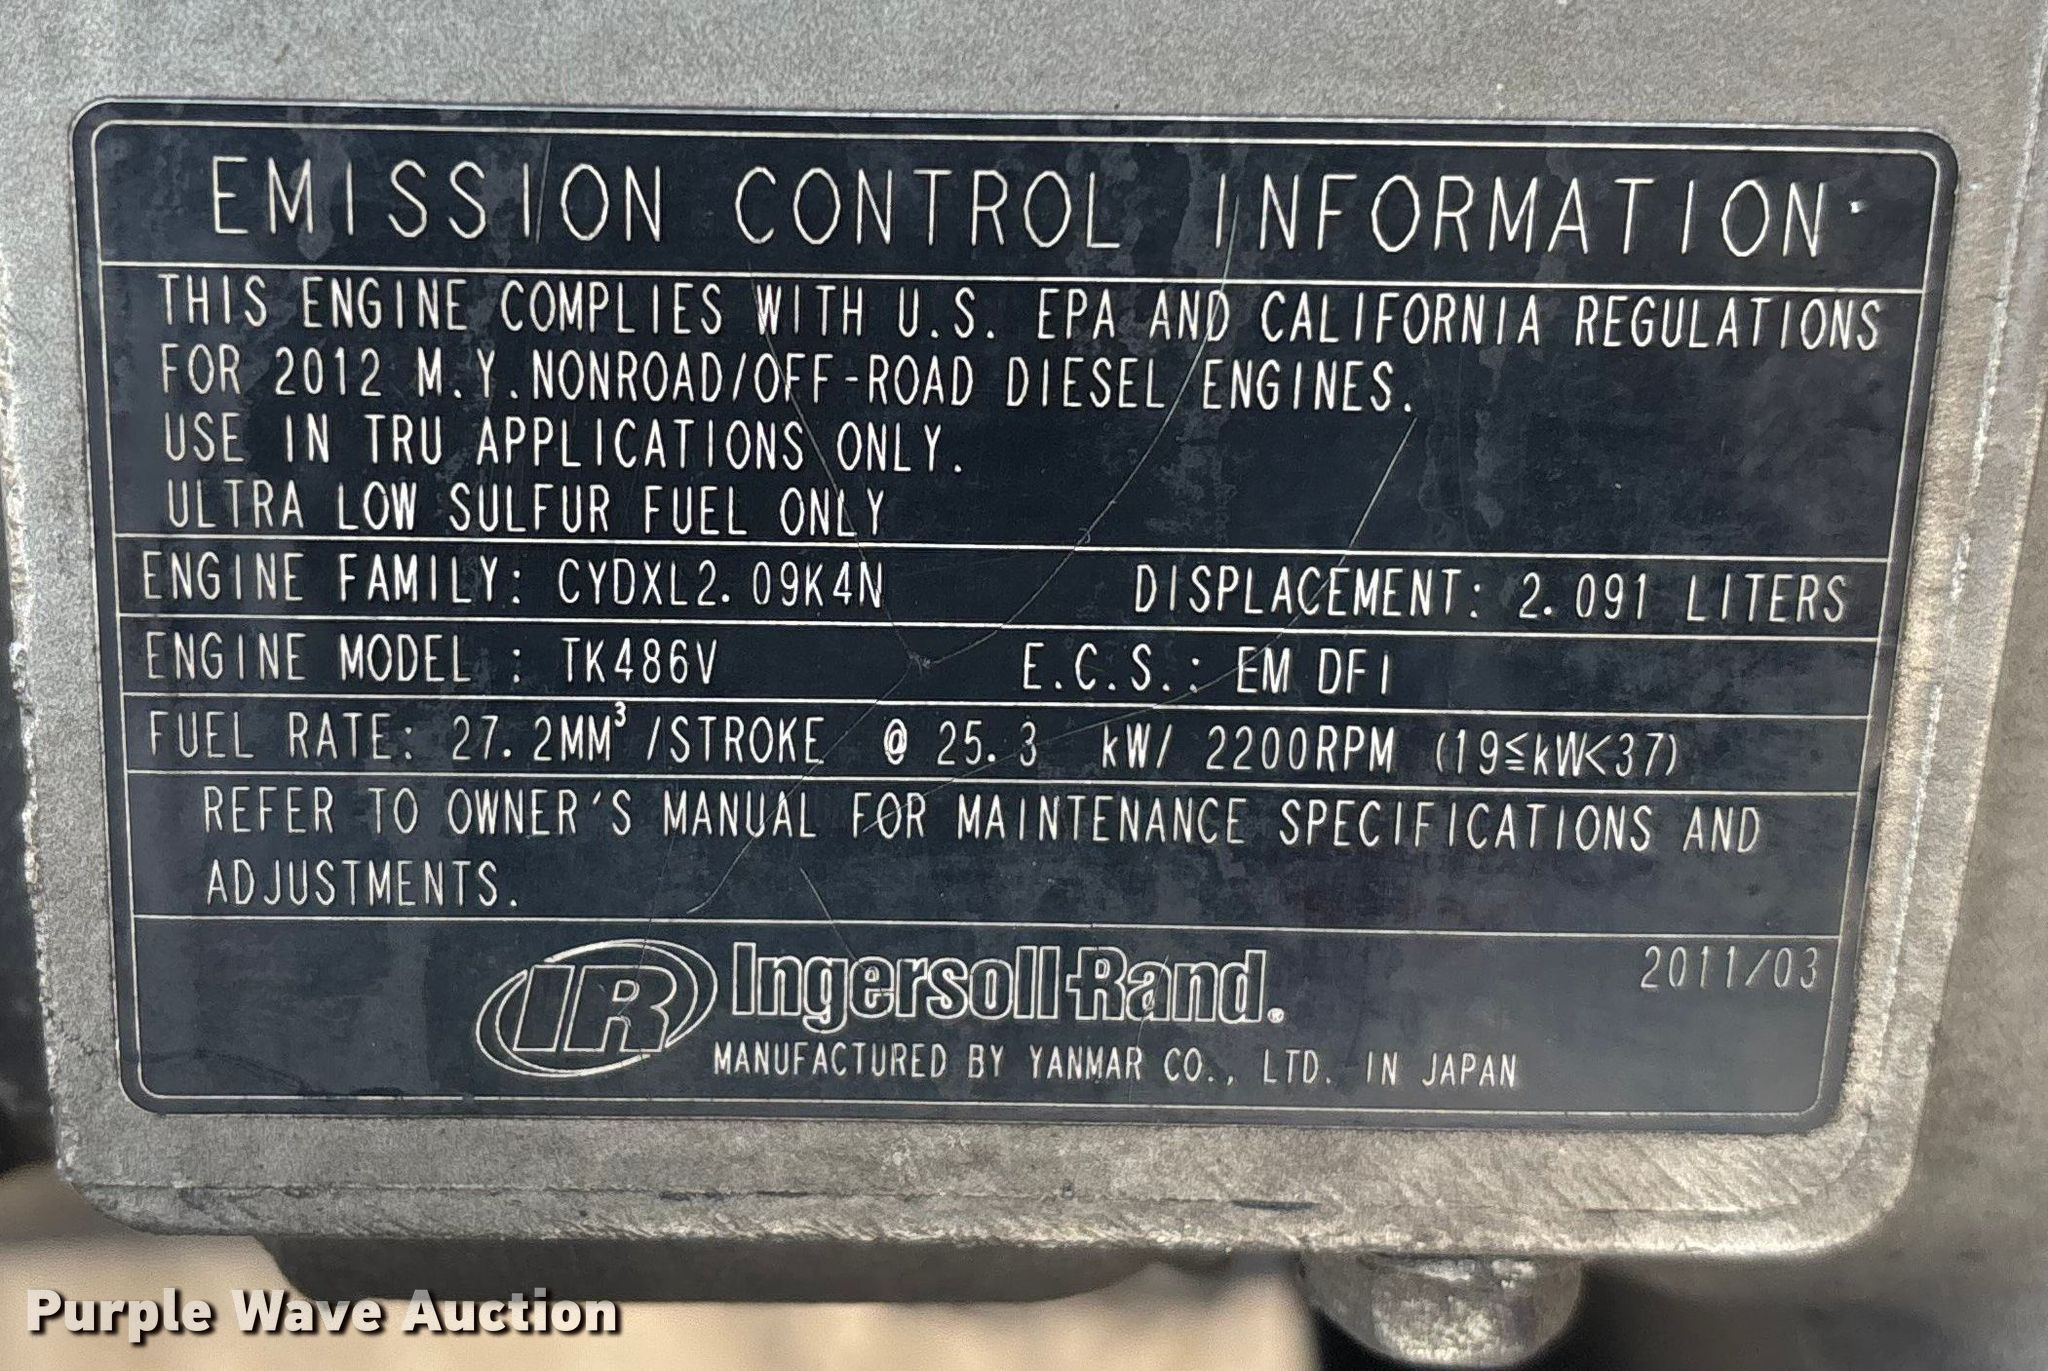 EMISSION CONTROL INFORMATION
THIS ENGINE COMPLIES WITH U.S. EPA AND CALIFORNIA REGULATIONS
FOR 2012 M.Y. NONROAD/OFF-ROAD DIESEL ENGINES.
USE IN TRU APPLICATIONS ONLY.
ULTRA LOW SULFUR FUEL ONLY
ENGINE FAMILY: CYDXL2.09K4N DISPLACEMENT: 2.091 LITERS
ENGINE MODEL : TK486V E.C.S.: EM DFI
FUEL RATE: 27.2MM³/STROKE @ 25.3 kW/ 2200RPM (19≦kW<37)
REFER TO OWNER'S MANUAL FOR MAINTENANCE SPECIFICATIONS AND
ADJUSTMENTS.
IR Ingersoll-Rand® 2011/03
MANUFACTURED BY YANMAR CO., LTD. IN JAPAN
Purple Wave Auction